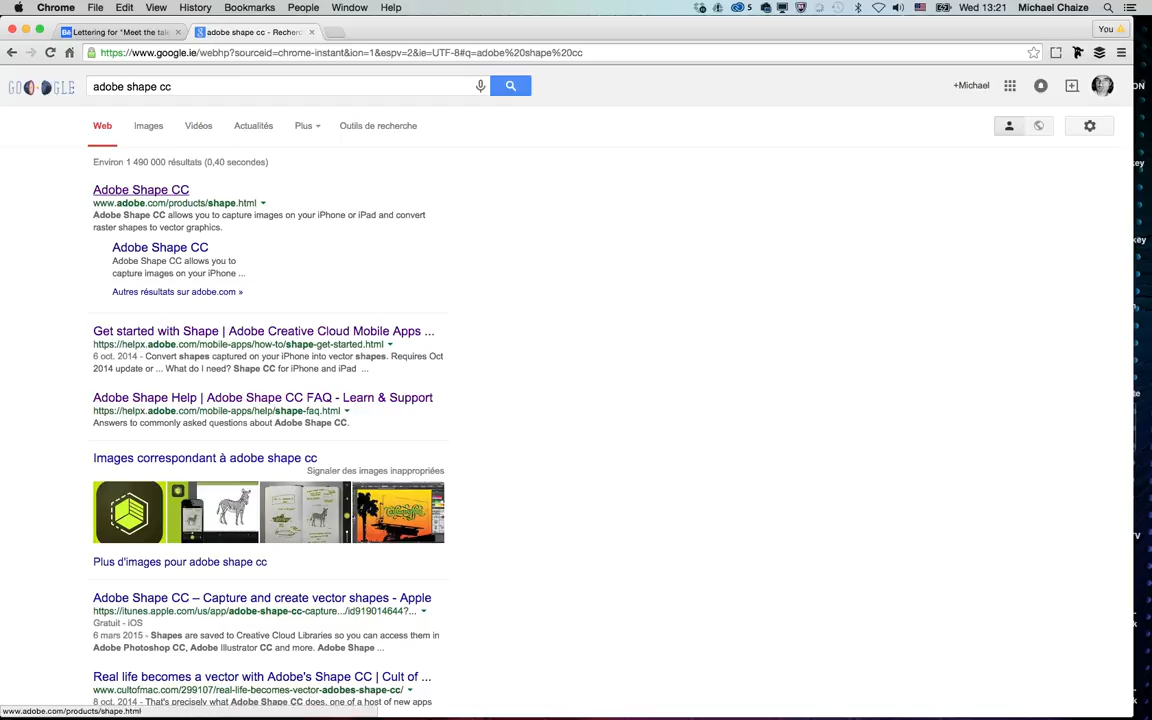 Chrome File Edit View History Bookmarks People Window Help 5 Wed 13:21 Michael Chaize
Lettering for "Meet the tale adobe shape cc - Recherc You
https://www.google.ie/webhp?sourceid=chrome-instant&ion=1&espv=2&ie=UTF-8#q=adobe%20shape%20cc
adobe shape cc +Michael
Web Images Vidéos Actualités Plus Outils de recherche
Environ 1 490 000 résultats (0,40 secondes)
Adobe Shape CC
www.adobe.com/products/shape.html
Adobe Shape CC allows you to capture images on your iPhone or iPad and convert
raster shapes to vector graphics.
Adobe Shape CC
Adobe Shape CC allows you to
capture images on your iPhone ...
Autres résultats sur adobe.com »
Get started with Shape | Adobe Creative Cloud Mobile Apps ...
https://helpx.adobe.com/mobile-apps/how-to/shape-get-started.html
6 oct. 2014 - Convert shapes captured on your iPhone into vector shapes. Requires Oct
2014 update or ... What do I need? Shape CC for iPhone and iPad ...
Adobe Shape Help | Adobe Shape CC FAQ - Learn & Support
https://helpx.adobe.com/mobile-apps/help/shape-faq.html
Answers to commonly asked questions about Adobe Shape CC.
Images correspondant à adobe shape cc
Signaler des images inappropriées
Plus d'images pour adobe shape cc
Adobe Shape CC – Capture and create vector shapes - Apple
https://itunes.apple.com/us/app/adobe-shape-cc-capture.../id919014644?...
Gratuit - iOS
6 mars 2015 - Shapes are saved to Creative Cloud Libraries so you can access them in
Adobe Photoshop CC, Adobe Illustrator CC and more. Adobe Shape ...
Real life becomes a vector with Adobe's Shape CC | Cult of ...
www.cultofmac.com/299107/real-life-becomes-vector-adobes-shape-cc/
8 oct. 2014 - That's precisely what Adobe Shape CC does, one of a host of new apps
www.adobe.com/products/shape.html